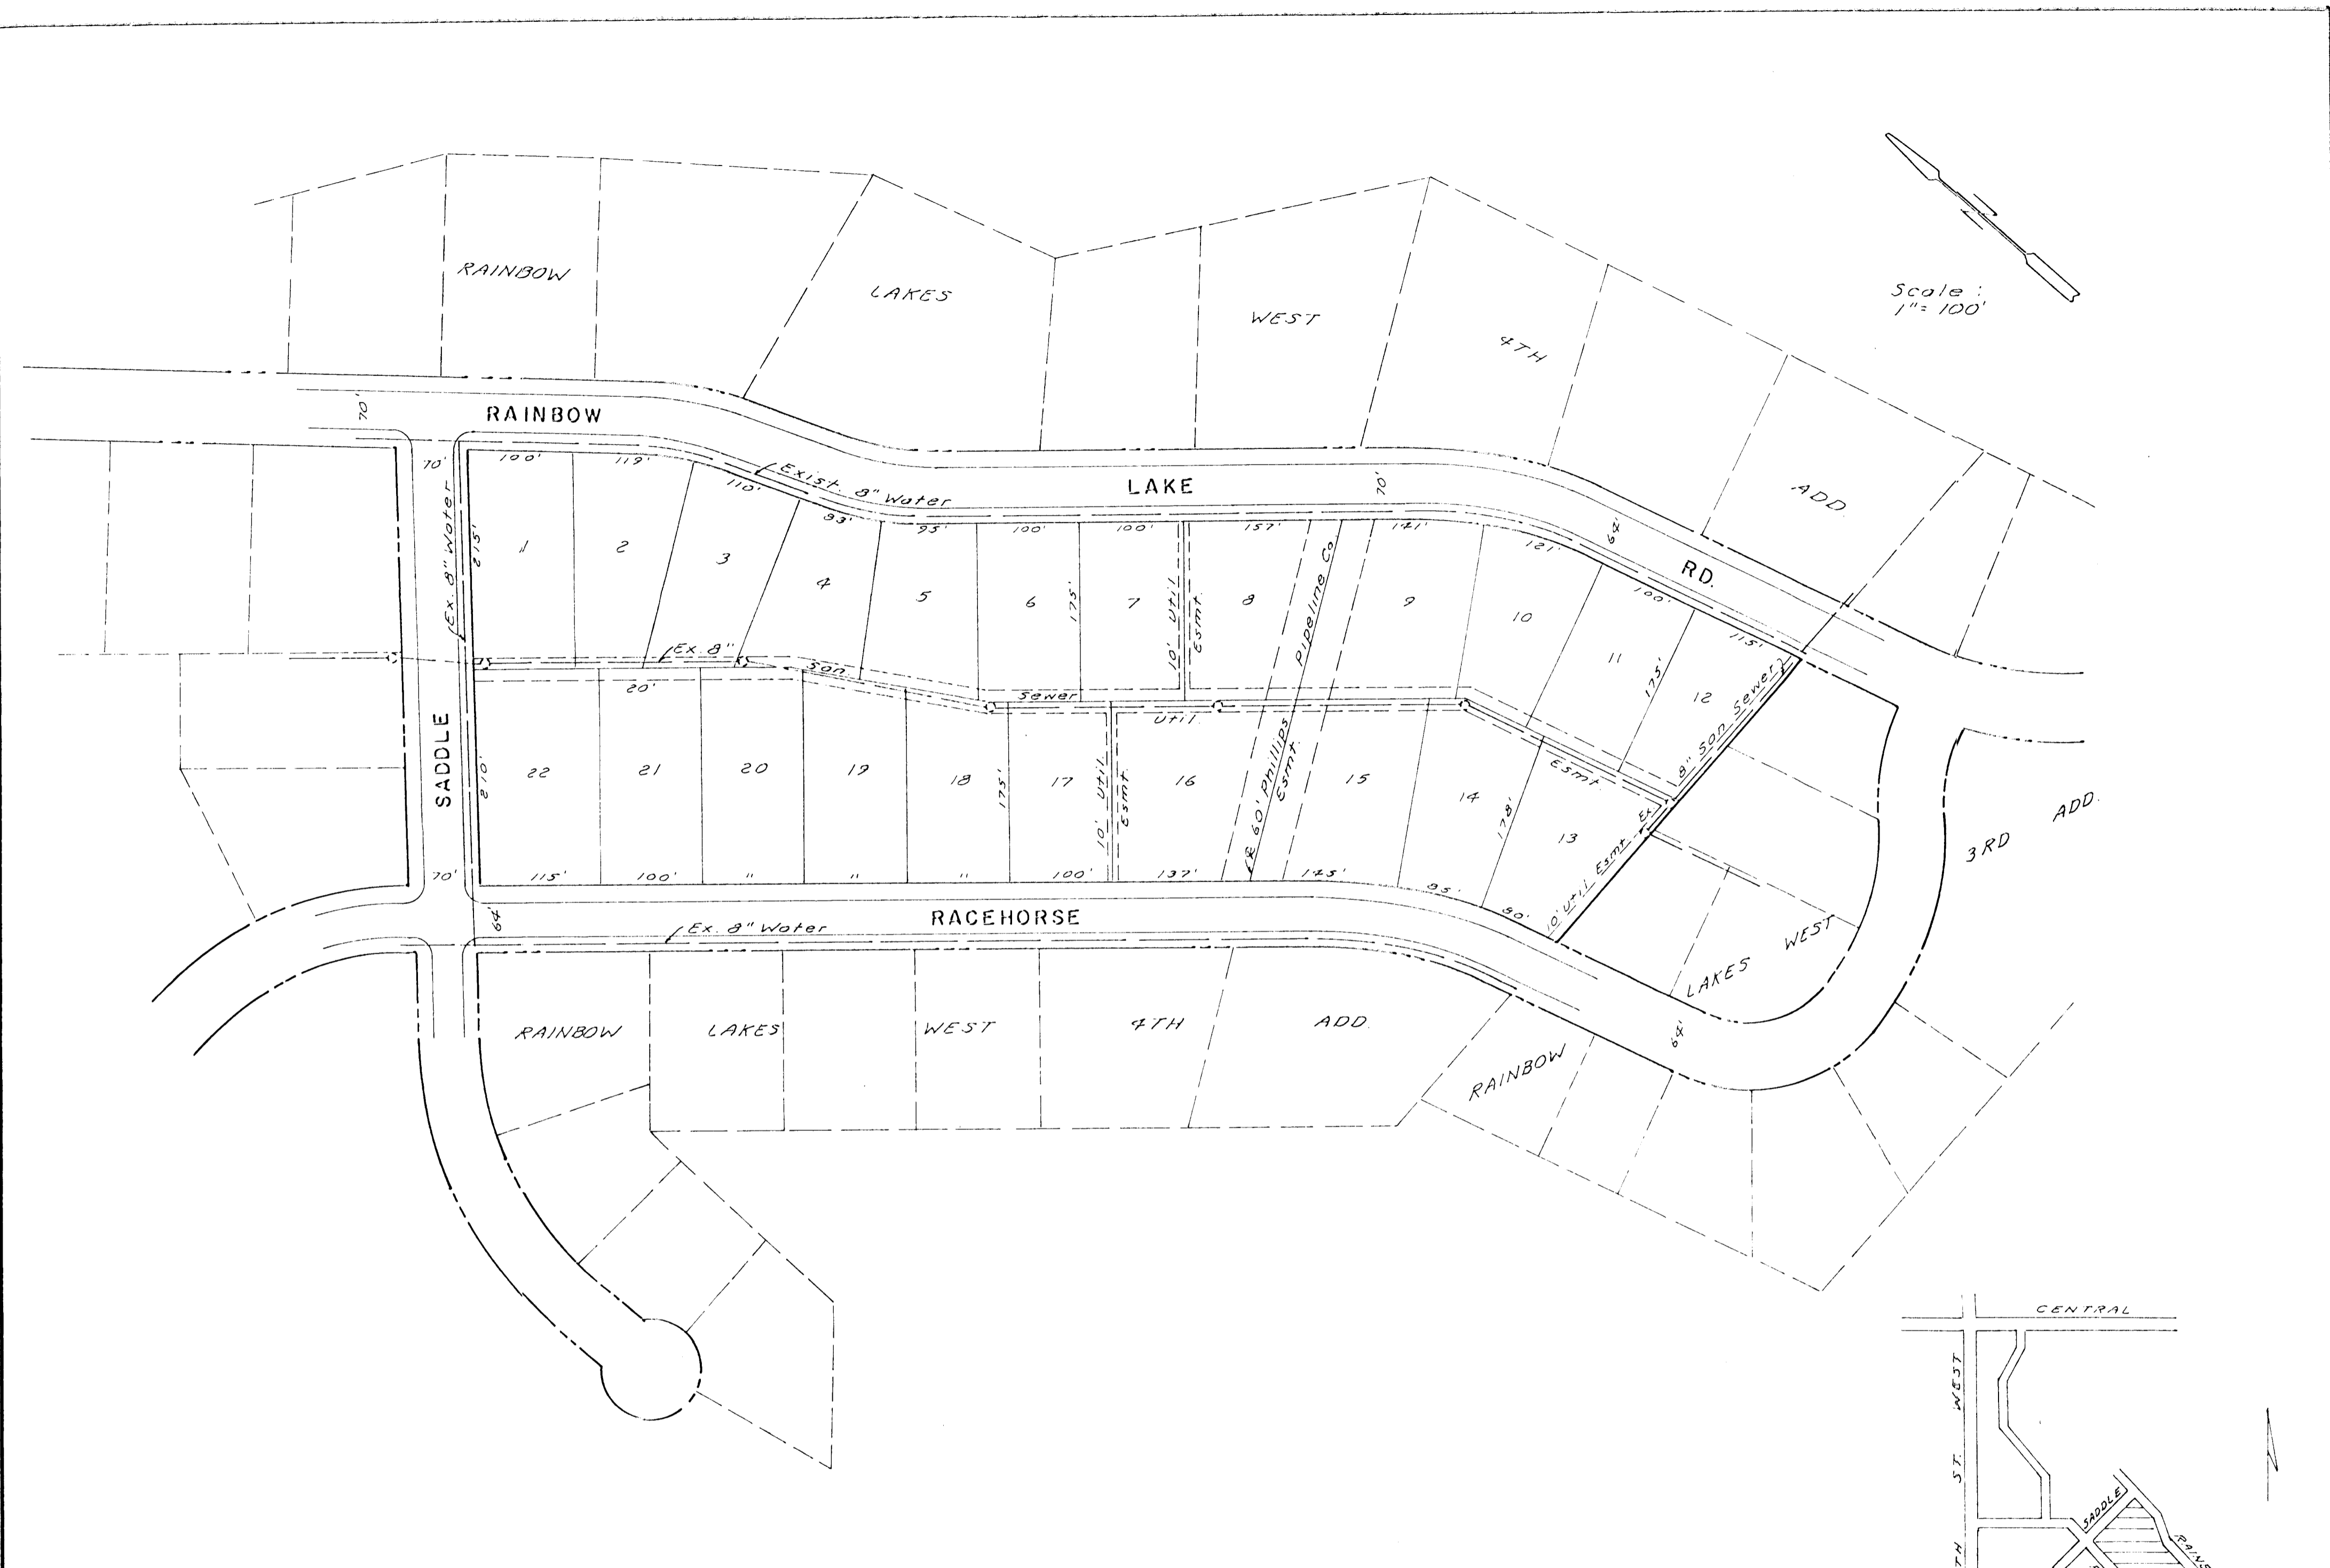 RAINBOW
LAKES
WEST
4TH
ADD
Scale :
1"= 100'
70'
RAINBOW
LAKE
RD.
70'
64'
70'
Exist. 8" Water
Ex. 8" Water
215'
100'
119'
110'
93'
95'
100'
100'
157'
141'
121'
100'
115'
1
2
3
4
5
6
175'
7
10' Util
Esmt.
8
Pipeline Co
9
10
11
175'
12
8" San Sewer
Ex. 8"
San.
Sewer
20'
Util.
Esmt.
SADDLE
210'
22
21
20
19
18
175'
17
10' Util.
Esmt.
16
℄ 60' Phillips
Esmt.
15
14
178'
13
Ex.
10' Util Esmt
70'
115'
100'
"
"
"
100'
137'
145'
95'
80'
64'
RACEHORSE
Ex. 8" Water
RAINBOW
LAKES
WEST
4TH
ADD.
RAINBOW
LAKES
WEST
3RD
ADD.
64'
CENTRAL
WEST
ST.
TH
SADDLE